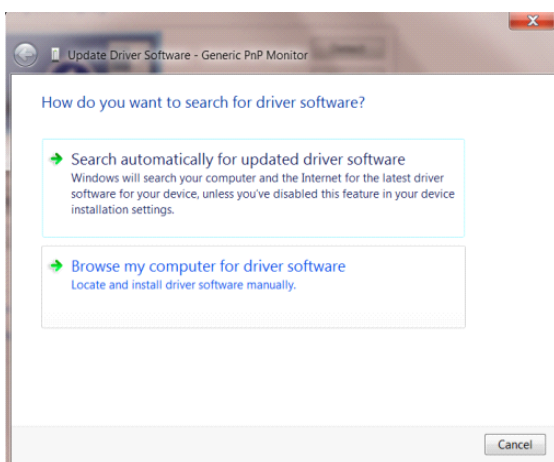 Update Driver Software - Generic PnP Monitor
How do you want to search for driver software?
Search automatically for updated driver software
Windows will search your computer and the Internet for the latest driver
software for your device, unless you've disabled this feature in your device
installation settings.
Browse my computer for driver software
Locate and install driver software manually.
Cancel